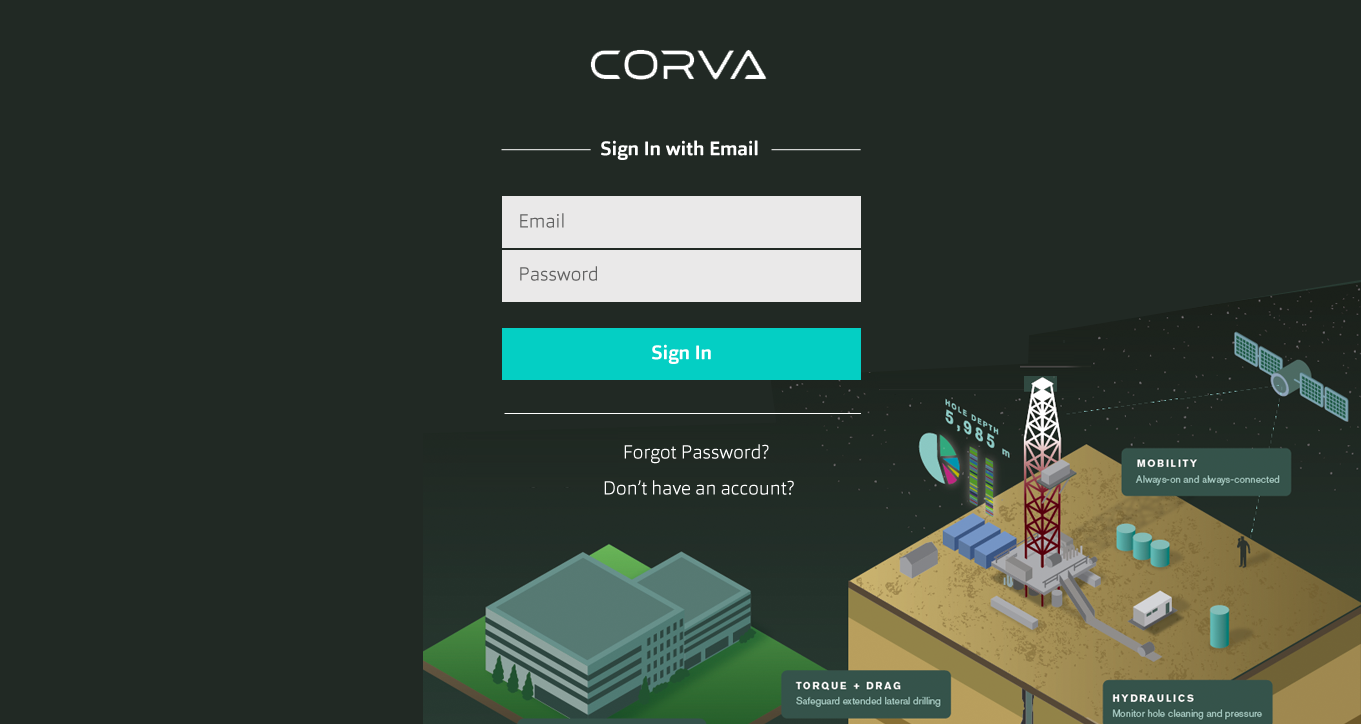 CORVA
Sign In with Email
Email
Password
Sign In
Forgot Password?
Don't have an account?
HOLE DEPTH
5,985 m
MOBILITY
Always-on and always-connected
TORQUE + DRAG
Safeguard extended lateral drilling
HYDRAULICS
Monitor hole cleaning and pressure